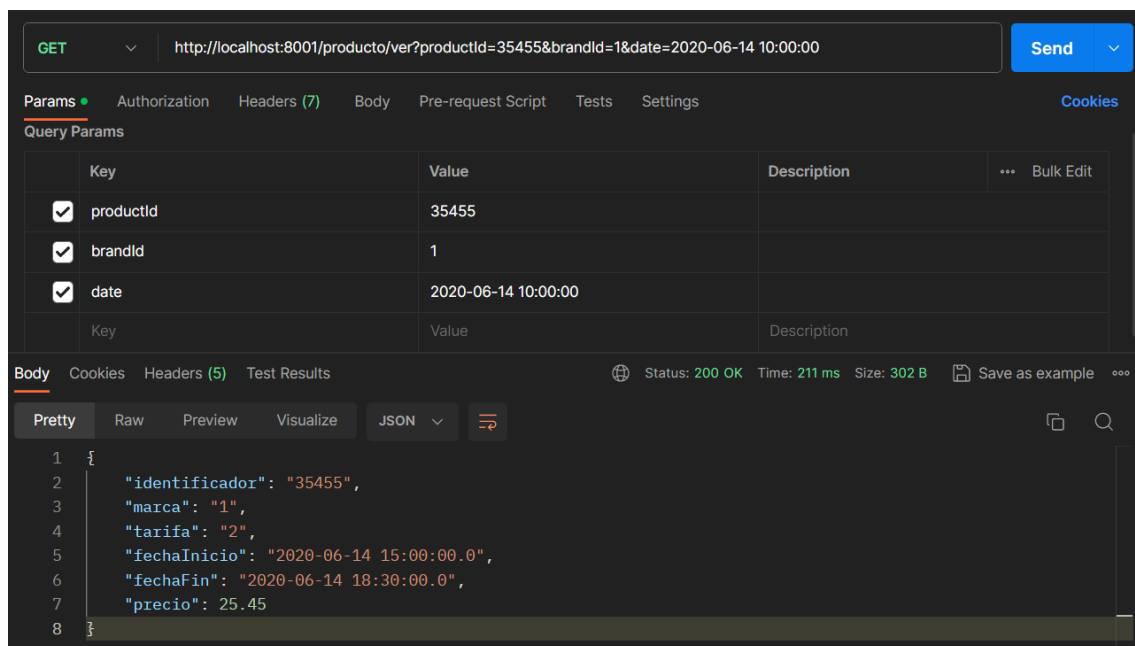 GET http://localhost:8001/producto/ver?productId=35455&brandId=1&date=2020-06-14 10:00:00 Send
Params Authorization Headers (7) Body Pre-request Script Tests Settings Cookies
Query Params
Key Value Description Bulk Edit
productId 35455
brandId 1
date 2020-06-14 10:00:00
Key Value Description
Body Cookies Headers (5) Test Results Status: 200 OK Time: 211 ms Size: 302 B Save as example
Pretty Raw Preview Visualize JSON
1 {
2 "identificador": "35455",
3 "marca": "1",
4 "tarifa": "2",
5 "fechaInicio": "2020-06-14 15:00:00.0",
6 "fechaFin": "2020-06-14 18:30:00.0",
7 "precio": 25.45
8 }